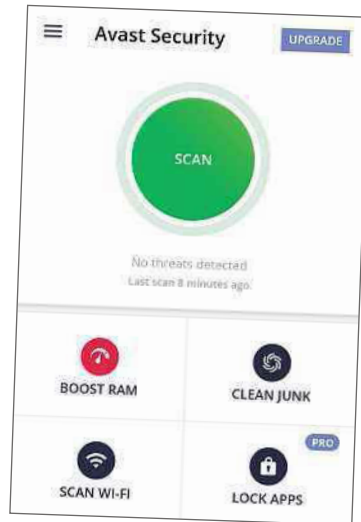 Avast Security
UPGRADE
SCAN
No threats detected
Last scan 8 minutes ago
BOOST RAM
CLEAN JUNK
SCAN WI-FI
PRO
LOCK APPS